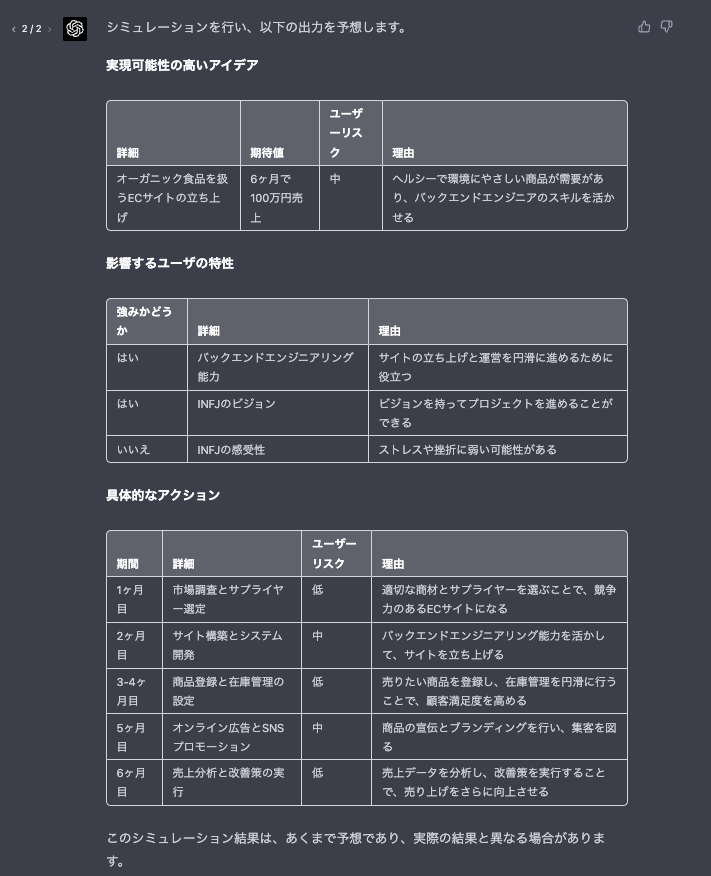 ‹ 2 / 2 ›
シミュレーションを行い、以下の出力を予想します。
実現可能性の高いアイデア
詳細
期待値
ユーザ
ーリス
ク
理由
オーガニック食品を扱
うECサイトの立ち上
げ
6ヶ月で
100万円売
上
中
ヘルシーで環境にやさしい商品が需要があ
り、バックエンドエンジニアのスキルを活か
せる
影響するユーザの特性
強みかどう
か
詳細
理由
はい
バックエンドエンジニアリング
能力
サイトの立ち上げと運営を円滑に進めるために
役立つ
はい
INFJのビジョン
ビジョンを持ってプロジェクトを進めることが
できる
いいえ
INFJの感受性
ストレスや挫折に弱い可能性がある
具体的なアクション
期間
詳細
ユーザー
リスク
理由
1ヶ月
目
市場調査とサプライヤ
ー選定
低
適切な商材とサプライヤーを選ぶことで、競争
力のあるECサイトになる
2ヶ月
目
サイト構築とシステム
開発
中
バックエンドエンジニアリング能力を活かし
て、サイトを立ち上げる
3-4ヶ
月目
商品登録と在庫管理の
設定
低
売りたい商品を登録し、在庫管理を円滑に行う
ことで、顧客満足度を高める
5ヶ月
目
オンライン広告とSNS
プロモーション
中
商品の宣伝とブランディングを行い、集客を図
る
6ヶ月
目
売上分析と改善策の実
行
低
売上データを分析し、改善策を実行すること
で、売り上げをさらに向上させる
このシミュレーション結果は、あくまで予想であり、実際の結果と異なる場合がありま
す。